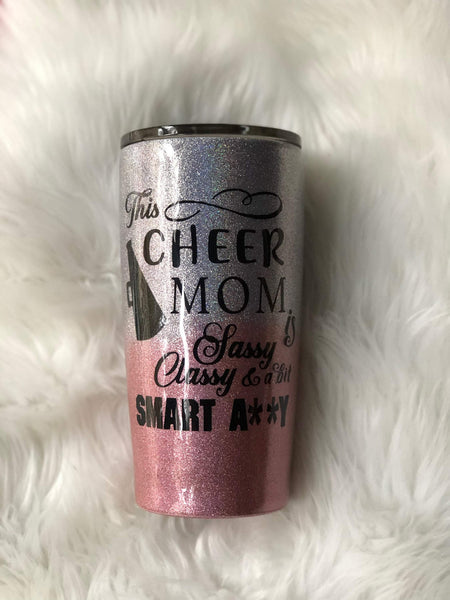 This
CHEER
MOM
is
Sassy
Classy & a bit
SMART A**Y